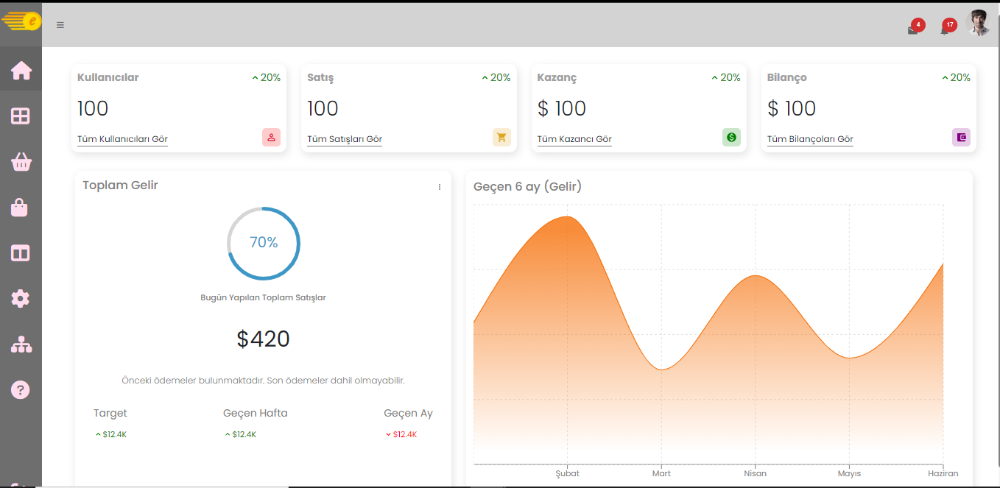 e
4
17
Kullanıcılar
20%
100
Tüm Kullanıcıları Gör
Satış
20%
100
Tüm Satışları Gör
Kazanç
20%
$ 100
Tüm Kazancı Gör
Bilanço
20%
$ 100
Tüm Bilançoları Gör
Toplam Gelir
70%
Bugün Yapılan Toplam Satışlar
$420
Önceki ödemeler bulunmaktadır. Son ödemeler dahil olmayabilir.
Target
$12.4K
Geçen Hafta
$12.4K
Geçen Ay
$12.4K
Geçen 6 ay (Gelir)
Şubat
Mart
Nisan
Mayıs
Haziran